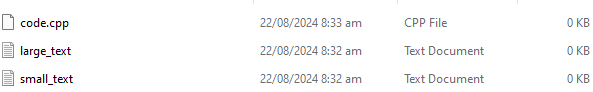 code.cpp 22/08/2024 8:33 am CPP File 0 KB
large_text 22/08/2024 8:32 am Text Document 0 KB
small_text 22/08/2024 8:32 am Text Document 0 KB